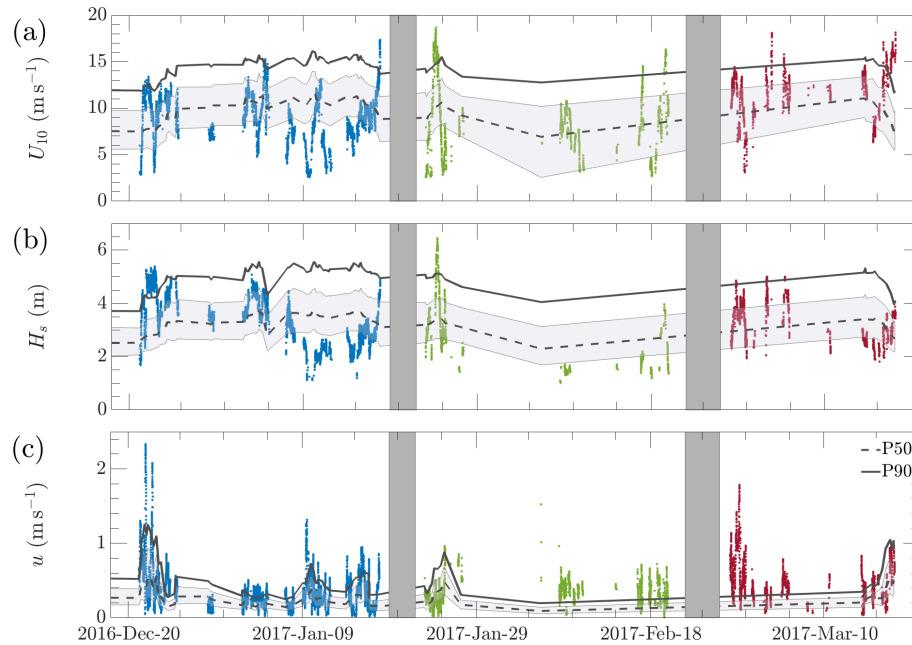 (a)
U₁₀ (m s⁻¹)
20
15
10
5
0
(b)
Hₛ (m)
6
4
2
0
(c)
u (m s⁻¹)
2
1
0
P50
P90
2016-Dec-20
2017-Jan-09
2017-Jan-29
2017-Feb-18
2017-Mar-10